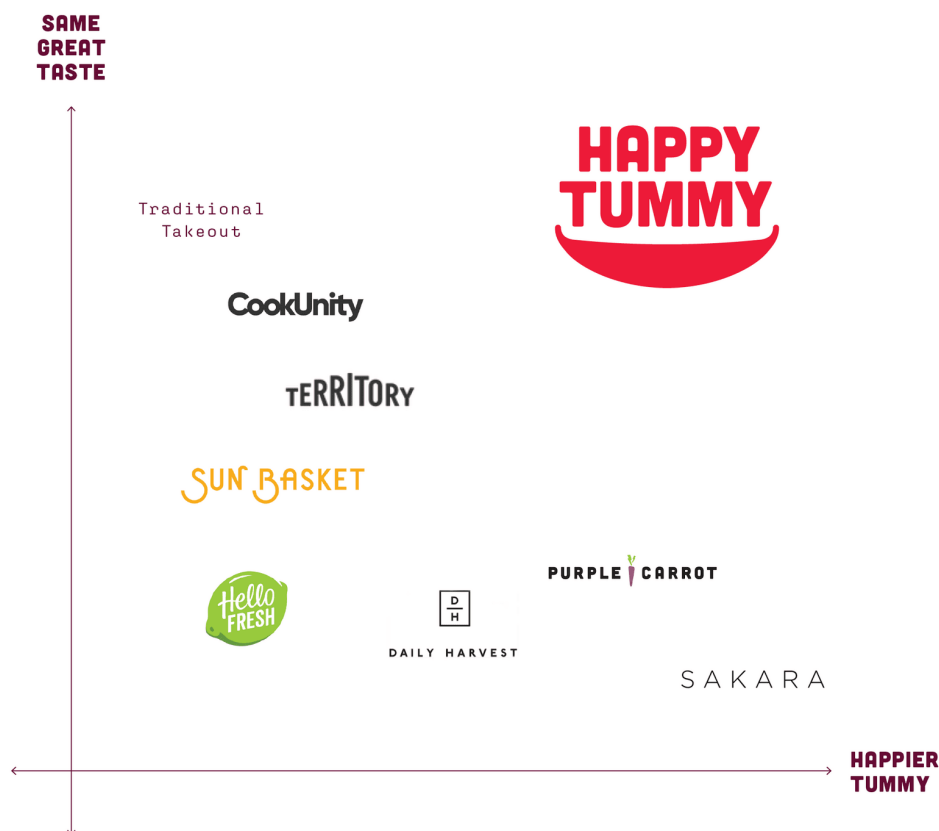 SAME
GREAT
TASTE
HAPPY
TUMMY
Traditional
Takeout
CookUnity
TERRITORY
SUN BASKET
PURPLE CARROT
Hello
FRESH
D
H
DAILY HARVEST
SAKARA
HAPPIER
TUMMY